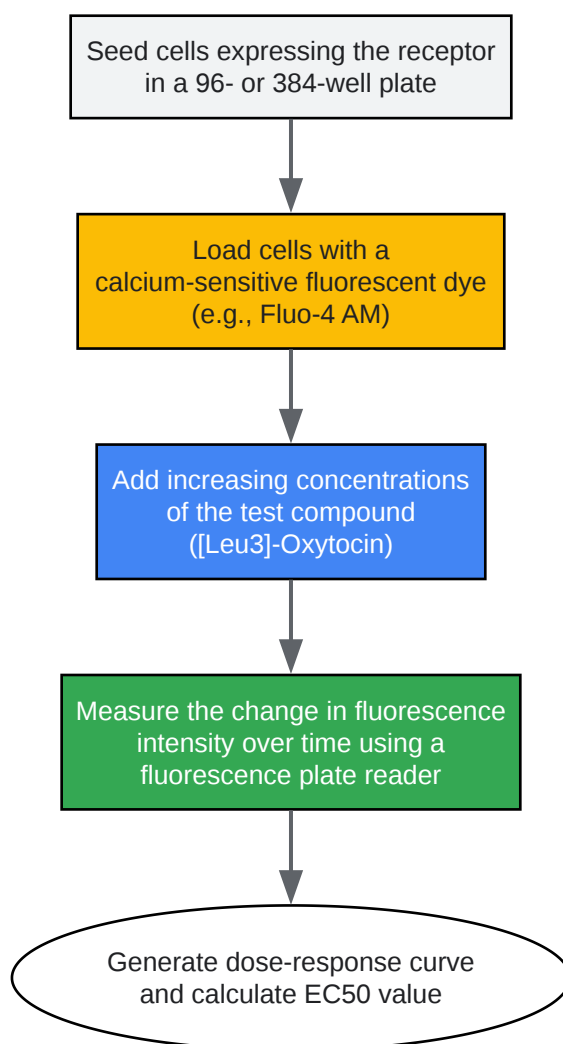 Seed cells expressing the receptor
in a 96- or 384-well plate
Load cells with a
calcium-sensitive fluorescent dye
(e.g., Fluo-4 AM)
Add increasing concentrations
of the test compound
([Leu3]-Oxytocin)
Measure the change in fluorescence
intensity over time using a
fluorescence plate reader
Generate dose-response curve
and calculate EC50 value